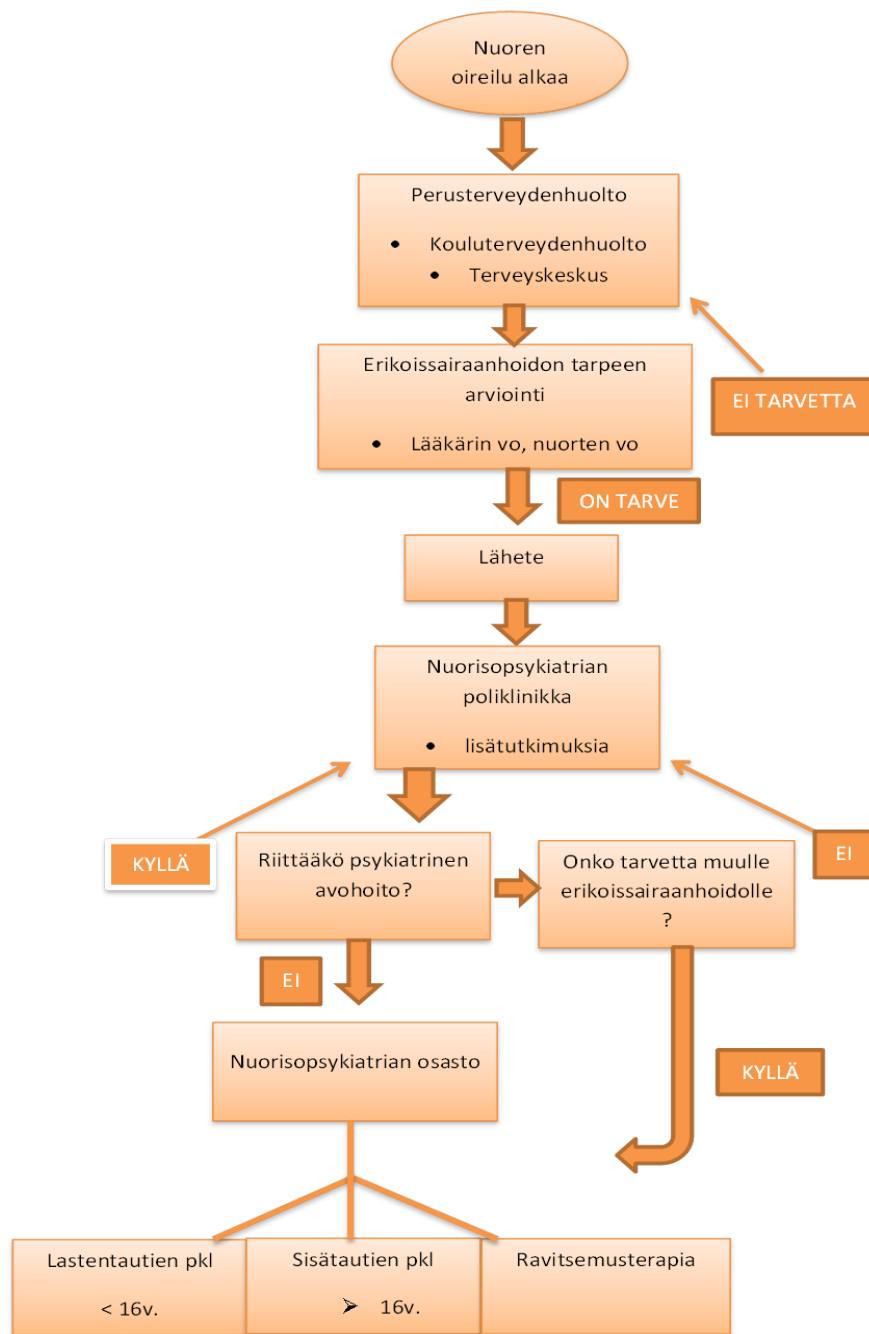 Nuoren
oireilu alkaa
Perusterveydenhuolto
• Kouluterveydenhuolto
• Terveyskeskus
Erikoissairaanhoidon tarpeen
arviointi
• Lääkärin vo, nuorten vo
EI TARVETTA
ON TARVE
Lähete
Nuorisopsykiatrian
poliklinikka
• lisätutkimuksia
KYLLÄ
Riittääkö psykiatrinen
avohoito?
Onko tarvetta muulle
erikoissairaanhoidolle
?
EI
EI
Nuorisopsykiatrian osasto
KYLLÄ
Lastentautien pkl
< 16v.
Sisätautien pkl
➢ 16v.
Ravitsemusterapia